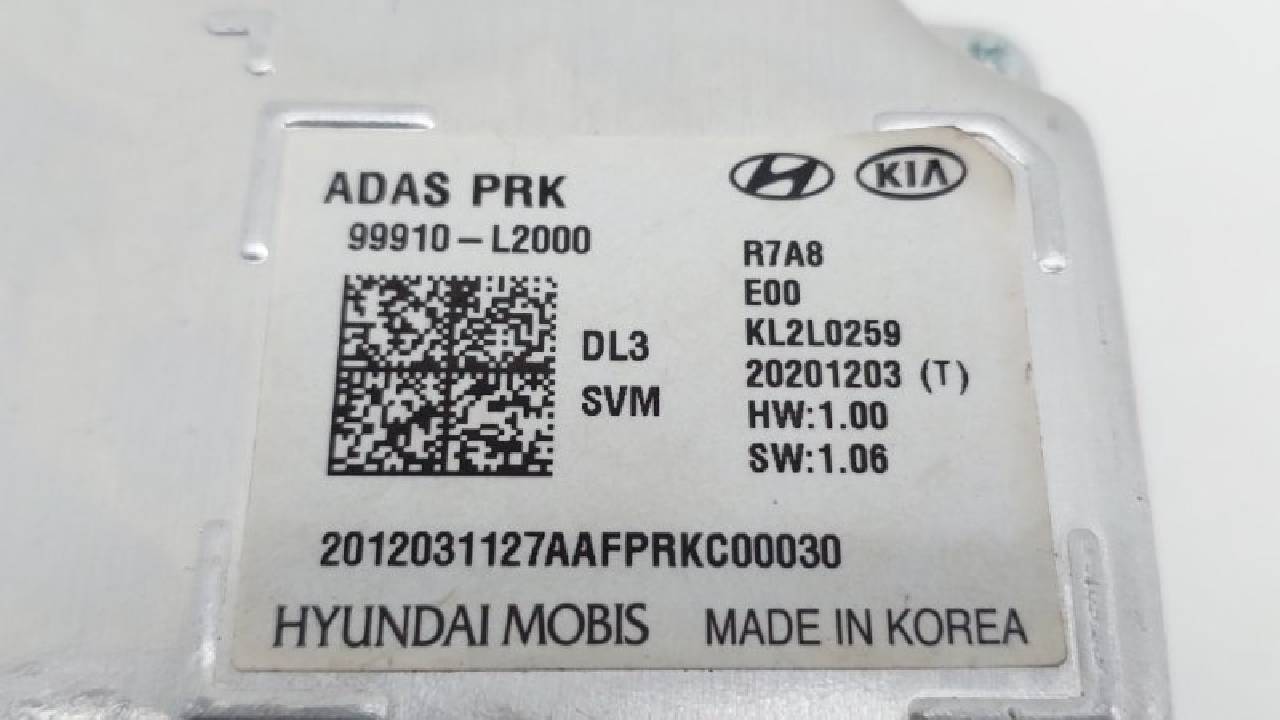 ADAS PRK
99910-L2000
DL3
SVM
H KIA
R7A8
E00
KL2L0259
20201203 (T)
HW:1.00
SW:1.06
2012031127AAFPRKC00030
HYUNDAI MOBIS MADE IN KOREA